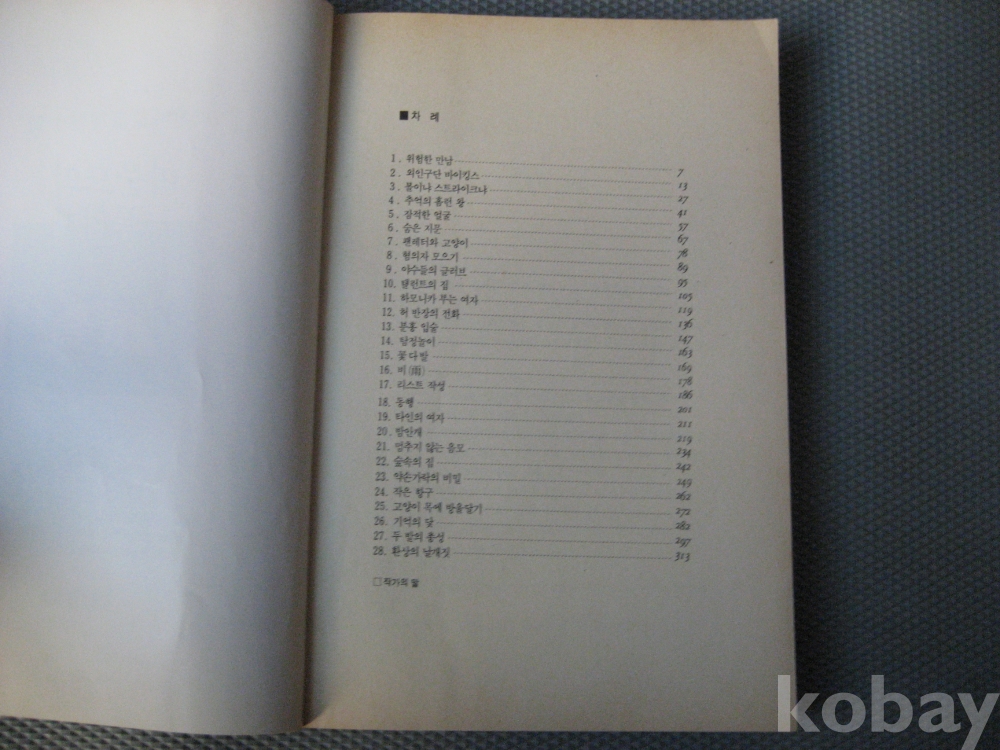 ■차 례
1. 위험한 만남 7
2. 외인구단 바이킹스 13
3. 볼이냐 스트라이크냐 27
4. 추억의 홈런 왕 41
5. 장적한 얼굴 57
6. 숨은 지문 67
7. 팬레터와 고양이 78
8. 혐의자 모으기 89
9. 야수들의 글러브 95
10. 탤런트의 집 105
11. 하모니카 부는 여자 119
12. 허 반장의 전화 136
13. 분홍 입술 147
14. 탐정놀이 163
15. 꽃다발 169
16. 비(雨) 178
17. 리스트 작성 186
18. 동행 201
19. 타인의 여자 211
20. 밤안개 219
21. 멈추지 않는 음모 234
22. 숲속의 집 242
23. 약손가락의 비밀 249
24. 작은 항구 262
25. 고양이 목에 방울달기 272
26. 기억의 덫 282
27. 두 발의 총성 297
28. 환상의 날개짓 313
□작가의 말
kobay